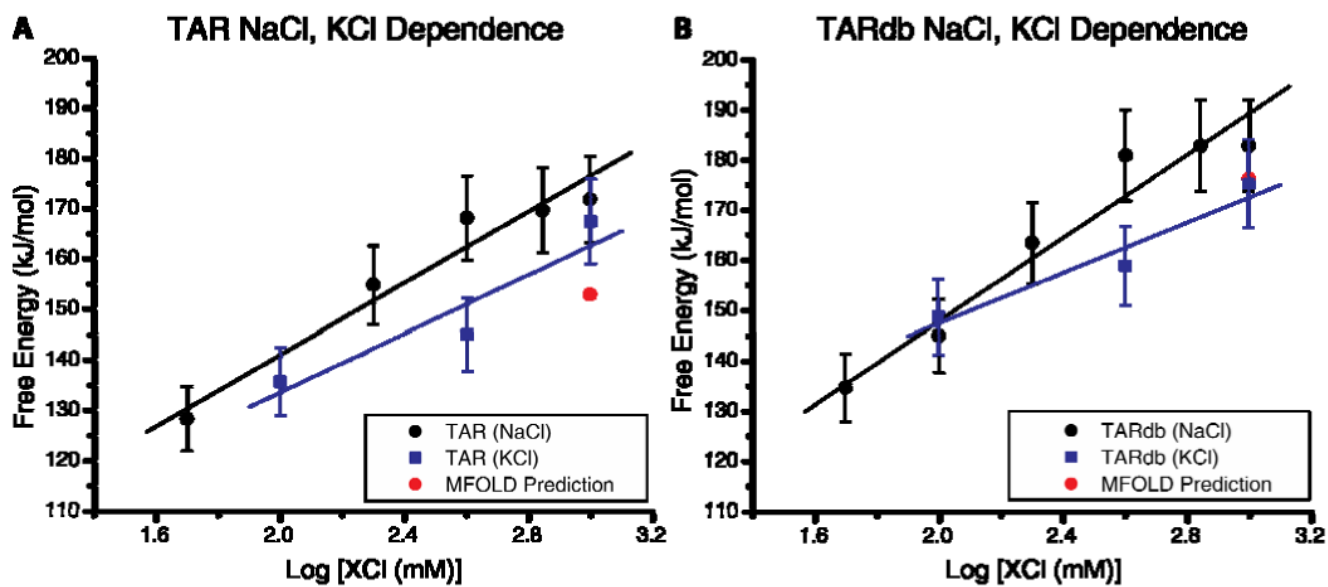 A TAR NaCl, KCl Dependence
200
190
180
170
160
150
140
130
120
110
Free Energy (kJ/mol)
TAR (NaCl)
TAR (KCl)
MFOLD Prediction
1.6 2.0 2.4 2.8 3.2
Log [XCl (mM)]
B TARdb NaCl, KCl Dependence
200
190
180
170
160
150
140
130
120
110
Free Energy (kJ/mol)
TARdb (NaCl)
TARdb (KCl)
MFOLD Prediction
1.6 2.0 2.4 2.8 3.2
Log [XCl (mM)]